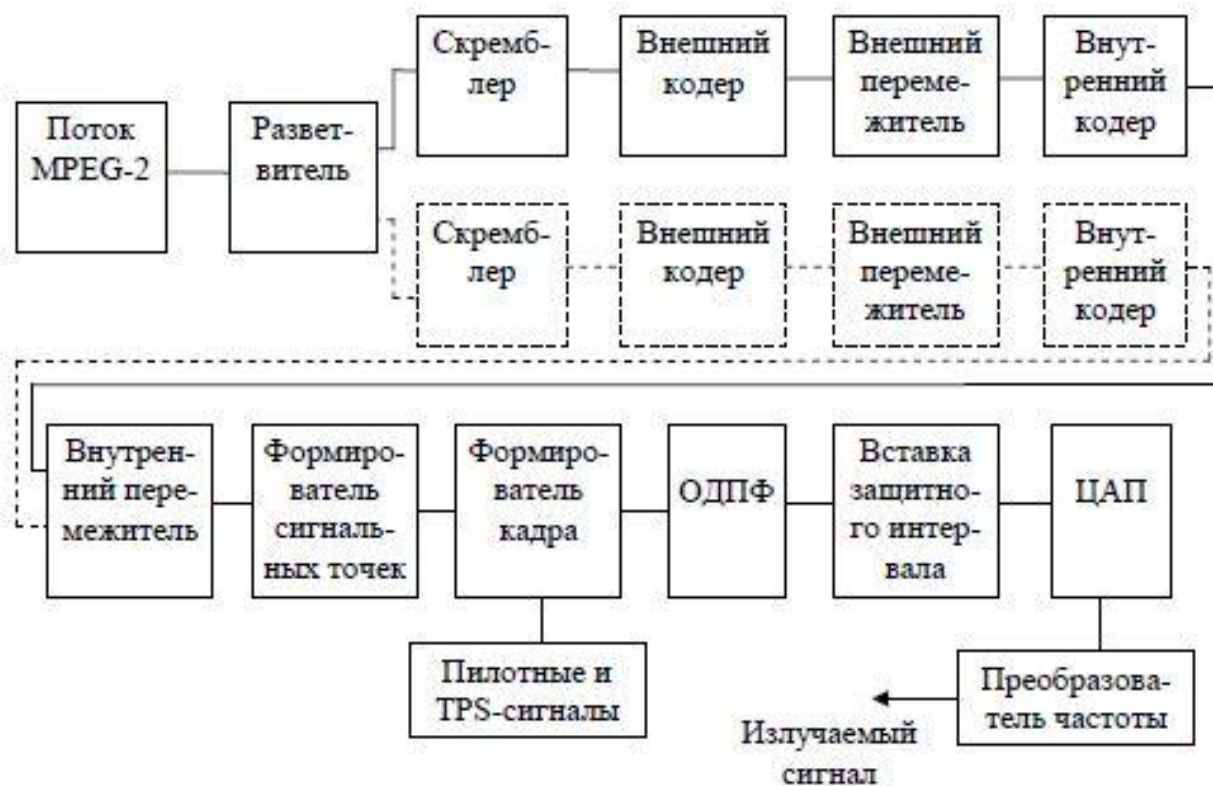 Поток
MPEG-2
Развет-
витель
Скремб-
лер
Внешний
кодер
Внешний
переме-
житель
Внут-
ренний
кодер
Скремб-
лер
Внешний
кодер
Внешний
переме-
житель
Внут-
ренний
кодер
Внутрен-
ний пере-
межитель
Формиро-
ватель
сигналь-
ных точек
Формиро-
ватель
кадра
ОДПФ
Вставка
защитно-
го интер-
вала
ЦАП
Пилотные и
TPS-сигналы
Преобразова-
тель частоты
Излучаемый
сигнал